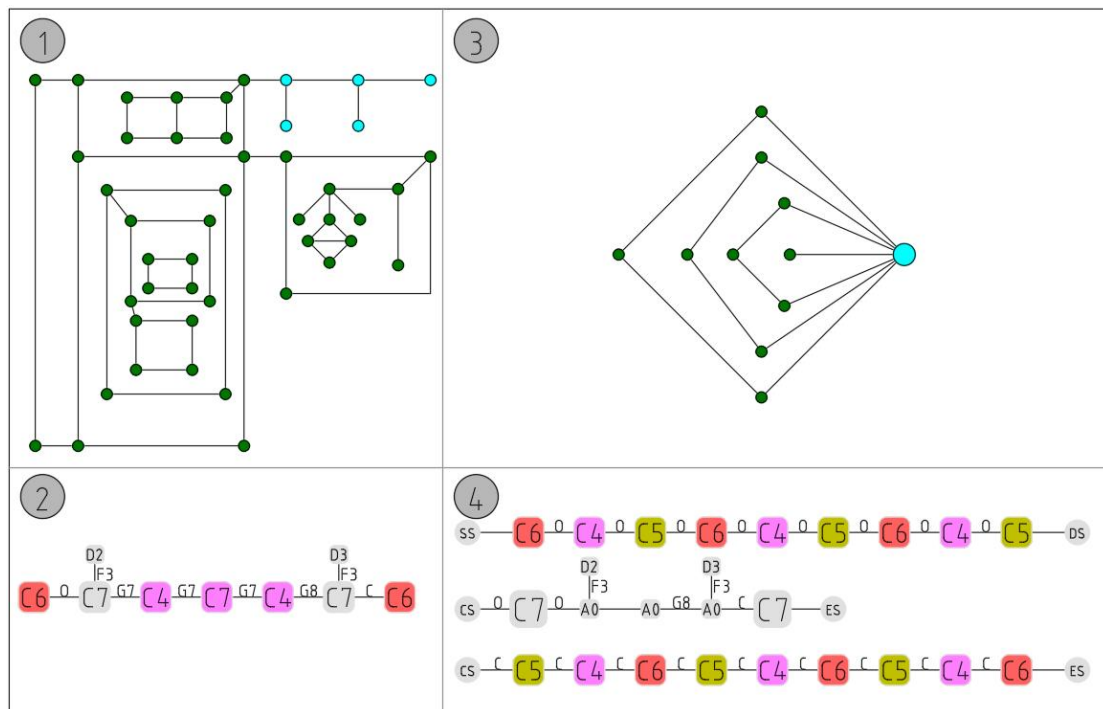 1
3
2
D2 D3
F3 F3
C6 O C7 G7 C4 G7 C7 G7 C4 G8 C7 C C6
4
SS C6 O C4 O C5 O C6 O C4 O C5 O C6 O C4 O C5 DS
D2 D3
F3 F3
CS O C7 O A0 A0 G8 A0 C C7 ES
CS C C5 C C4 C C6 C C5 C C4 C C6 C C5 C C4 C C6 ES